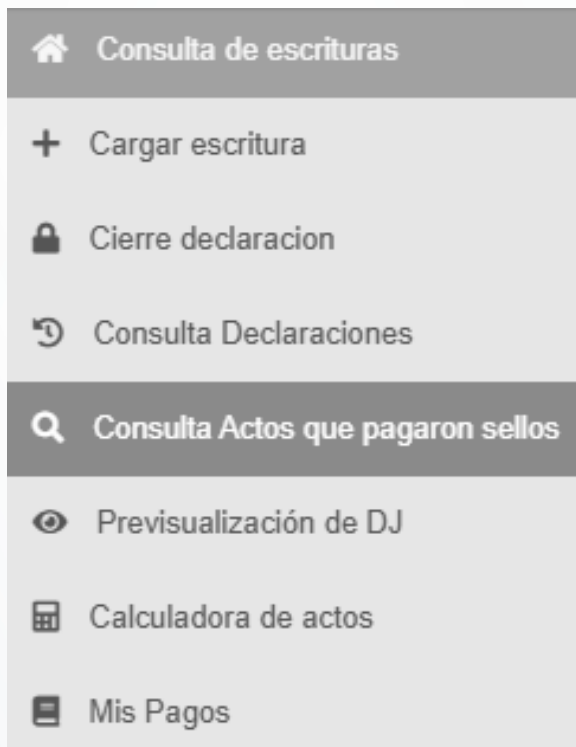 Consulta de escrituras
Cargar escritura
Cierre declaracion
Consulta Declaraciones
Consulta Actos que pagaron sellos
Previsualización de DJ
Calculadora de actos
Mis Pagos